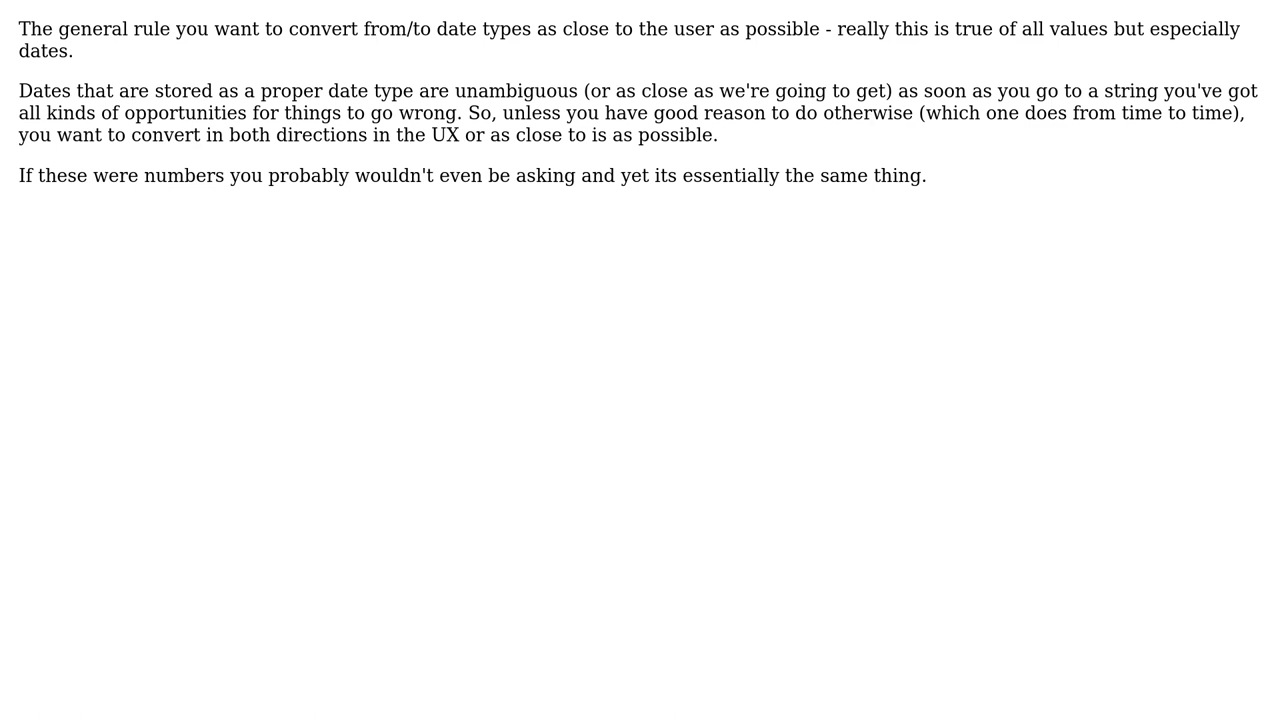 The general rule you want to convert from/to date types as close to the user as possible - really this is true of all values but especially
dates.
Dates that are stored as a proper date type are unambiguous (or as close as we're going to get) as soon as you go to a string you've got
all kinds of opportunities for things to go wrong. So, unless you have good reason to do otherwise (which one does from time to time),
you want to convert in both directions in the UX or as close to is as possible.
If these were numbers you probably wouldn't even be asking and yet its essentially the same thing.